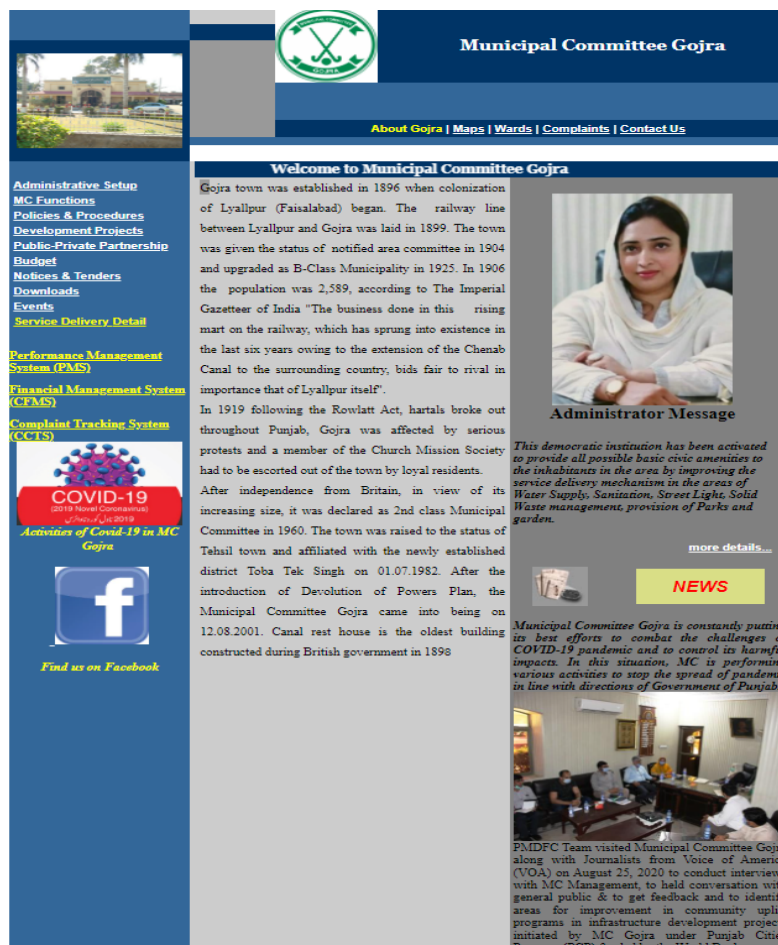 Municipal Committee Gojra
GOJRA
About Gojra | Maps | Wards | Complaints | Contact Us
Welcome to Municipal Committee Gojra
Administrative Setup
MC Functions
Policies & Procedures
Development Projects
Public-Private Partnership
Budget
Notices & Tenders
Downloads
Events
Service Delivery Detail
Performance Management
System (PMS)
Financial Management System
(CFMS)
Complaint Tracking System
(CCTS)
COVID-19
(2019 Novel Coronavirus)
2019
Activities of Covid-19 in MC
Gojra
f
Find us on Facebook
Gojra town was established in 1896 when colonization
of Lyallpur (Faisalabad) began. The railway line
between Lyallpur and Gojra was laid in 1899. The town
was given the status of notified area committee in 1904
and upgraded as B-Class Municipality in 1925. In 1906
the population was 2,589, according to The Imperial
Gazetteer of India "The business done in this rising
mart on the railway, which has sprung into existence in
the last six years owing to the extension of the Chenab
Canal to the surrounding country, bids fair to rival in
importance that of Lyallpur itself".
In 1919 following the Rowlatt Act, hartals broke out
throughout Punjab, Gojra was affected by serious
protests and a member of the Church Mission Society
had to be escorted out of the town by loyal residents.
After independence from Britain, in view of its
increasing size, it was declared as 2nd class Municipal
Committee in 1960. The town was raised to the status of
Tehsil town and affiliated with the newly established
district Toba Tek Singh on 01.07.1982. After the
introduction of Devolution of Powers Plan, the
Municipal Committee Gojra came into being on
12.08.2001. Canal rest house is the oldest building
constructed during British government in 1898
Administrator Message
This democratic institution has been activated
to provide all possible basic civic amenities to
the inhabitants in the area by improving the
service delivery mechanism in the areas of
Water Supply, Sanitation, Street Light, Solid
Waste management, provision of Parks and
garden.
more details...
NEWS
Municipal Committee Gojra is constantly puttin
its best efforts to combat the challenges o
COVID-19 pandemic and to control its harmfu
impacts. In this situation, MC is performin
various activities to stop the spread of pandemi
in line with directions of Government of Punjab
PMDFC Team visited Municipal Committee Goj
along with Journalists from Voice of Americ
(VOA) on August 25, 2020 to conduct interview
with MC Management, to held conversation wit
general public & to get feedback and to identif
areas for improvement in community upli
programs in infrastructure development projec
initiated by MC Gojra under Punjab Citie